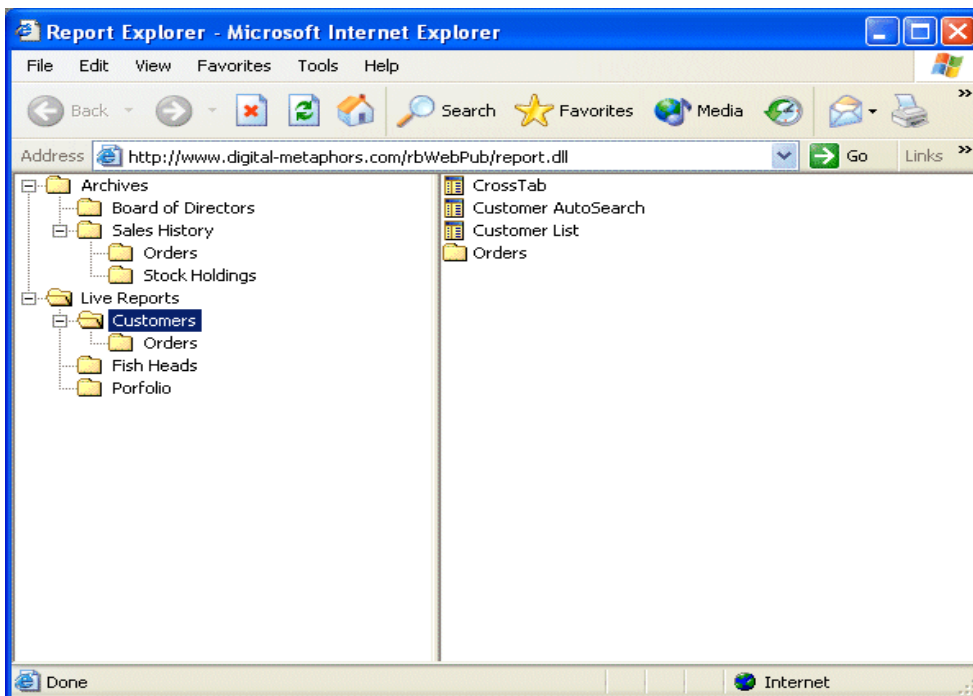 Report Explorer - Microsoft Internet Explorer
File Edit View Favorites Tools Help
Back Search Favorites Media
Address http://www.digital-metaphors.com/rbWebPub/report.dll Go Links
Archives
Board of Directors
Sales History
Orders
Stock Holdings
Live Reports
Customers
Orders
Fish Heads
Porfolio
CrossTab
Customer AutoSearch
Customer List
Orders
Done Internet